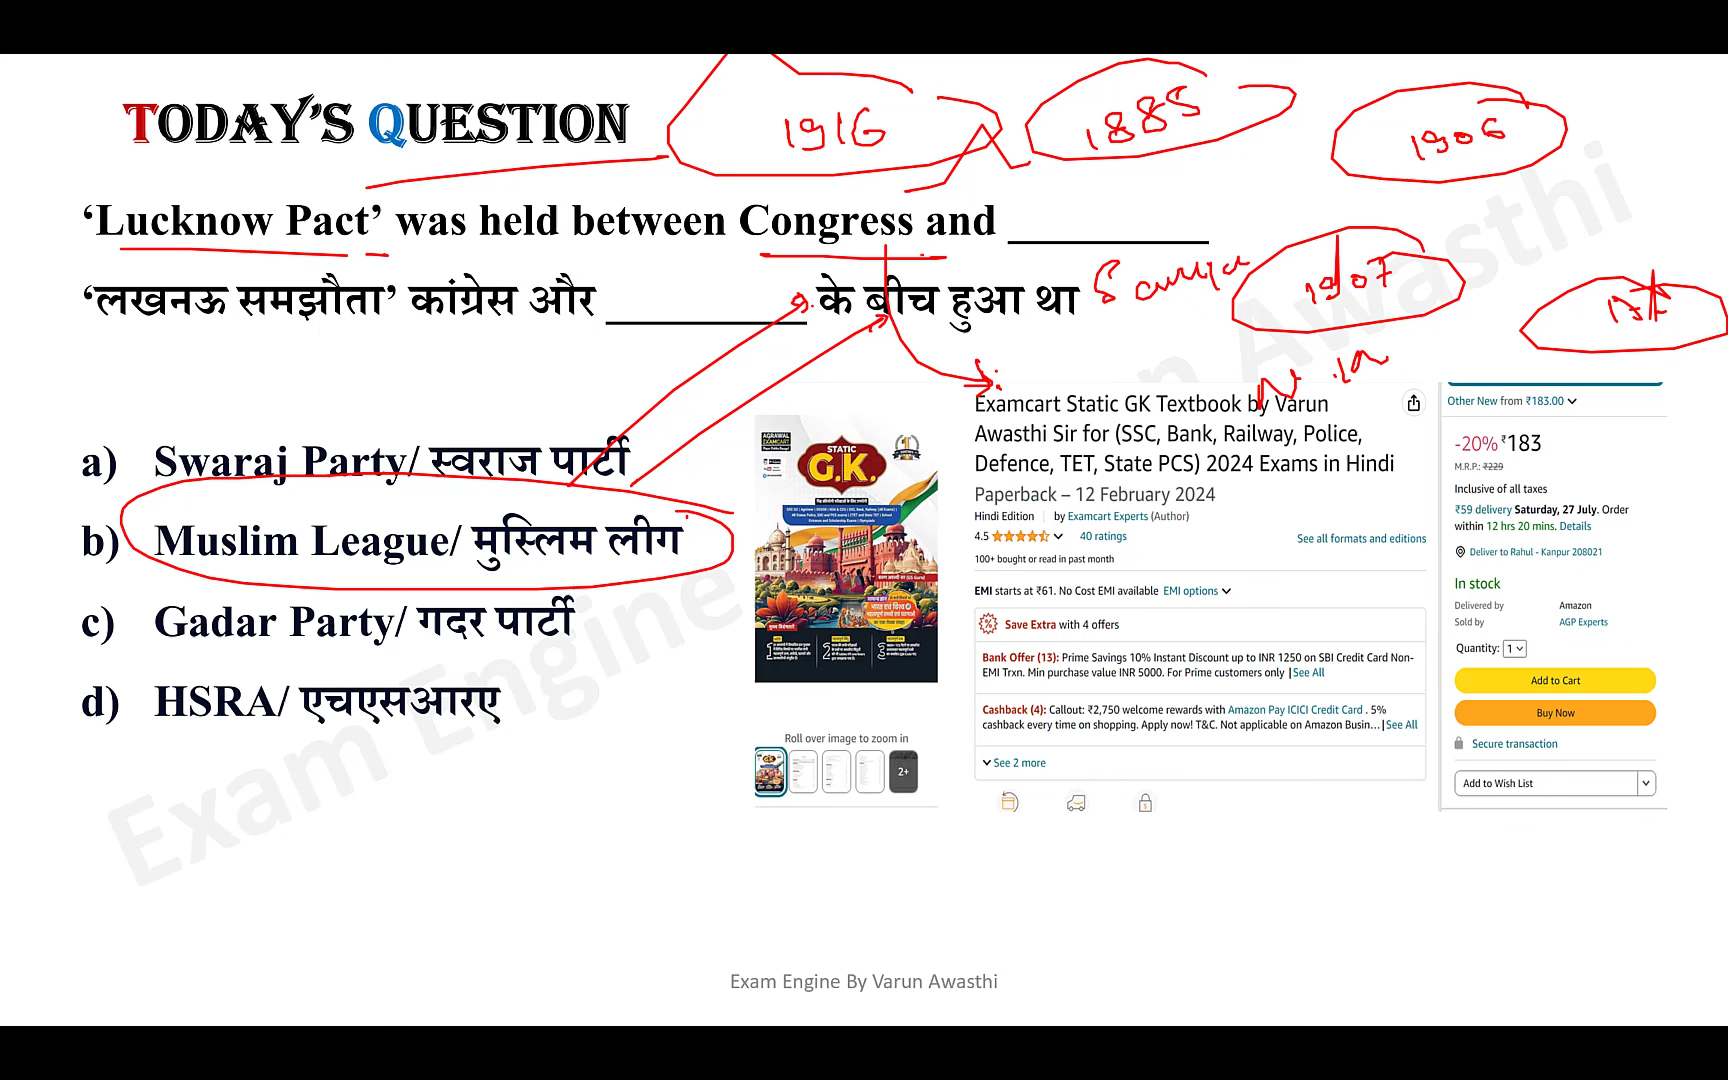 TODAY'S QUESTION
1916
1885
1906
'Lucknow Pact' was held between Congress and __________
'लखनऊ समझौता' कांग्रेस और __________ के बीच हुआ था
1907
a) Swaraj Party/ स्वराज पार्टी
b) Muslim League/ मुस्लिम लीग
c) Gadar Party/ गदर पार्टी
d) HSRA/ एचएसआरए
AGRAWAL
EXAMCART
STATIC
G.K.
Examcart Static GK Textbook by Varun
Awasthi Sir for (SSC, Bank, Railway, Police,
Defence, TET, State PCS) 2024 Exams in Hindi
Paperback – 12 February 2024
Hindi Edition | by Examcart Experts (Author)
4.5 40 ratings
See all formats and editions
100+ bought or read in past month
EMI starts at ₹61. No Cost EMI available EMI options
Save Extra with 4 offers
Bank Offer (13): Prime Savings 10% Instant Discount up to INR 1250 on SBI Credit Card Non-
EMI Trxn. Min purchase value INR 5000. For Prime customers only | See All
Cashback (4): Callout: ₹2,750 welcome rewards with Amazon Pay ICICI Credit Card . 5%
cashback every time on shopping. Apply now! T&C. Not applicable on Amazon Busin... | See All
See 2 more
Roll over image to zoom in
2+
Other New from ₹183.00
-20% ₹183
M.R.P.: ₹229
Inclusive of all taxes
₹59 delivery Saturday, 27 July. Order
within 12 hrs 20 mins. Details
Deliver to Rahul - Kanpur 208021
In stock
Delivered by Amazon
Sold by AGP Experts
Quantity: 1
Add to Cart
Buy Now
Secure transaction
Add to Wish List
Exam Engine By Varun Awasthi
Exam Engine Awasthi